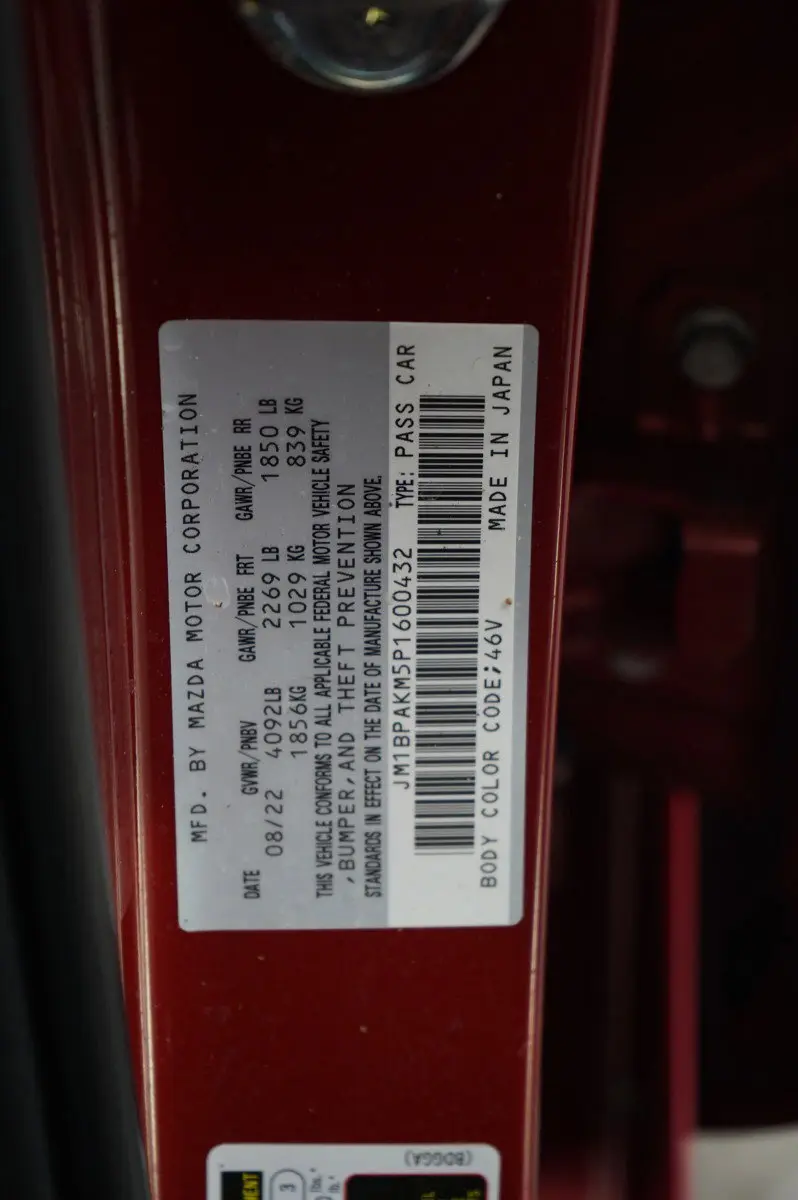 MFD. BY MAZDA MOTOR CORPORATION
DATE GVWR/PNBV GAWR/PNBE FRT GAWR/PNBE RR
08/22 4092LB 2269 LB 1850 LB
1856KG 1029 KG 839 KG
THIS VEHICLE CONFORMS TO ALL APPLICABLE FEDERAL MOTOR VEHICLE SAFETY
,BUMPER,AND THEFT PREVENTION
STANDARDS IN EFFECT ON THE DATE OF MANUFACTURE SHOWN ABOVE.
JM1BPAKM5P1600432 TYPE: PASS CAR
BODY COLOR CODE;46V MADE IN JAPAN
(BDGGA)
3